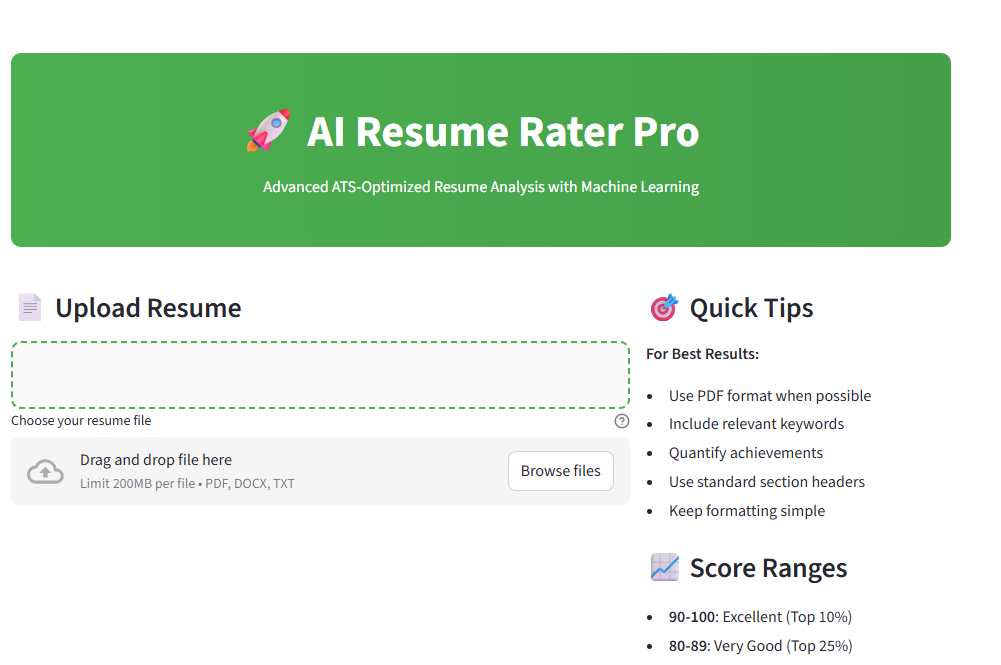 AI Resume Rater Pro
Advanced ATS-Optimized Resume Analysis with Machine Learning
Upload Resume
Choose your resume file
Drag and drop file here
Limit 200MB per file • PDF, DOCX, TXT
Browse files
Quick Tips
For Best Results:
• Use PDF format when possible
• Include relevant keywords
• Quantify achievements
• Use standard section headers
• Keep formatting simple
Score Ranges
• 90-100: Excellent (Top 10%)
• 80-89: Very Good (Top 25%)